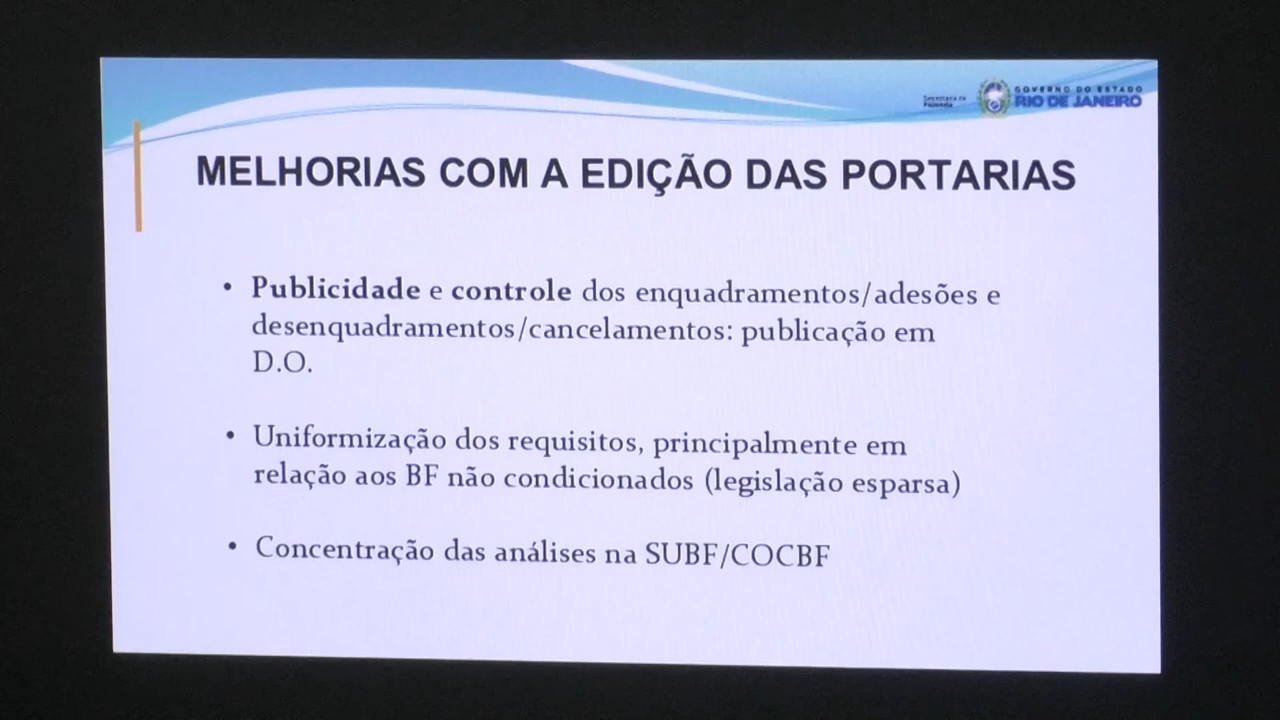 Secretaria de
Fazenda
GOVERNO DO ESTADO
RIO DE JANEIRO
MELHORIAS COM A EDIÇÃO DAS PORTARIAS
• Publicidade e controle dos enquadramentos/adesões e
desenquadramentos/cancelamentos: publicação em
D.O.
• Uniformização dos requisitos, principalmente em
relação aos BF não condicionados (legislação esparsa)
• Concentração das análises na SUBF/COCBF